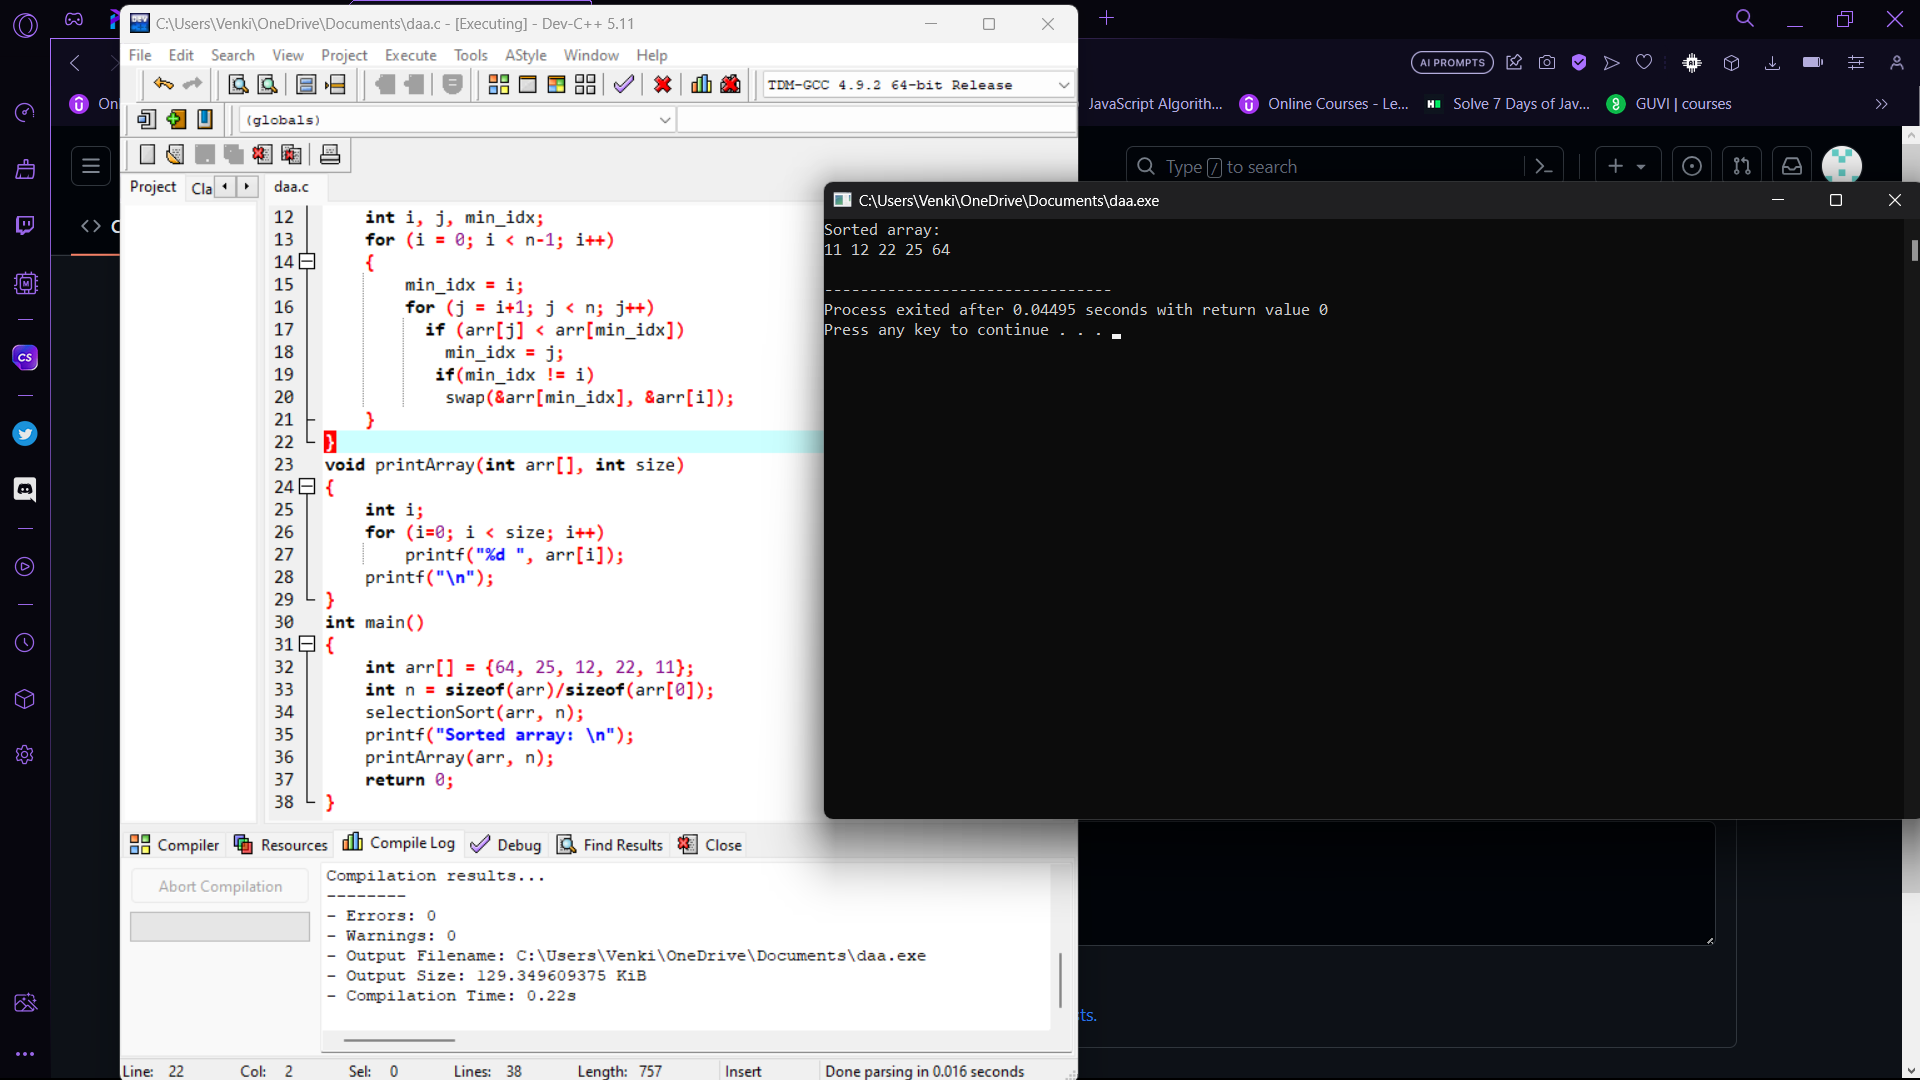 C:\Users\Venki\OneDrive\Documents\daa.c - [Executing] - Dev-C++ 5.11
File Edit Search View Project Execute Tools AStyle Window Help
TDM-GCC 4.9.2 64-bit Release
(globals)
Project Cla daa.c
12 int i, j, min_idx;
13 for (i = 0; i < n-1; i++)
14 {
15 min_idx = i;
16 for (j = i+1; j < n; j++)
17 if (arr[j] < arr[min_idx])
18 min_idx = j;
19 if(min_idx != i)
20 swap(&arr[min_idx], &arr[i]);
21 }
22 }
23 void printArray(int arr[], int size)
24 {
25 int i;
26 for (i=0; i < size; i++)
27 printf("%d ", arr[i]);
28 printf("\n");
29 }
30 int main()
31 {
32 int arr[] = {64, 25, 12, 22, 11};
33 int n = sizeof(arr)/sizeof(arr[0]);
34 selectionSort(arr, n);
35 printf("Sorted array: \n");
36 printArray(arr, n);
37 return 0;
38 }
Compiler Resources Compile Log Debug Find Results Close
Abort Compilation
Compilation results...
--------
- Errors: 0
- Warnings: 0
- Output Filename: C:\Users\Venki\OneDrive\Documents\daa.exe
- Output Size: 129.349609375 KiB
- Compilation Time: 0.22s
Line: 22 Col: 2 Sel: 0 Lines: 38 Length: 757 Insert Done parsing in 0.016 seconds
AI PROMPTS
JavaScript Algorith... Online Courses - Le... Solve 7 Days of Jav... GUVI | courses
Type / to search
C:\Users\Venki\OneDrive\Documents\daa.exe
Sorted array:
11 12 22 25 64
--------------------------------
Process exited after 0.04495 seconds with return value 0
Press any key to continue . . .
On
CS
C
ts.